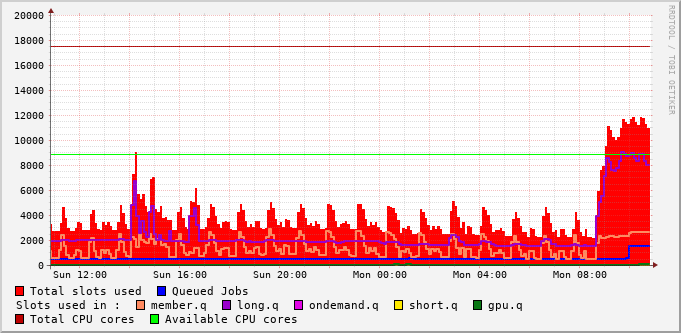 20000
18000
16000
14000
12000
10000
8000
6000
4000
2000
0
Sun 12:00 Sun 16:00 Sun 20:00 Mon 00:00 Mon 04:00 Mon 08:00
Total slots used Queued Jobs
Slots used in : member.q long.q ondemand.q short.q gpu.q
Total CPU cores Available CPU cores
RRDTOOL / TOBI OETIKER